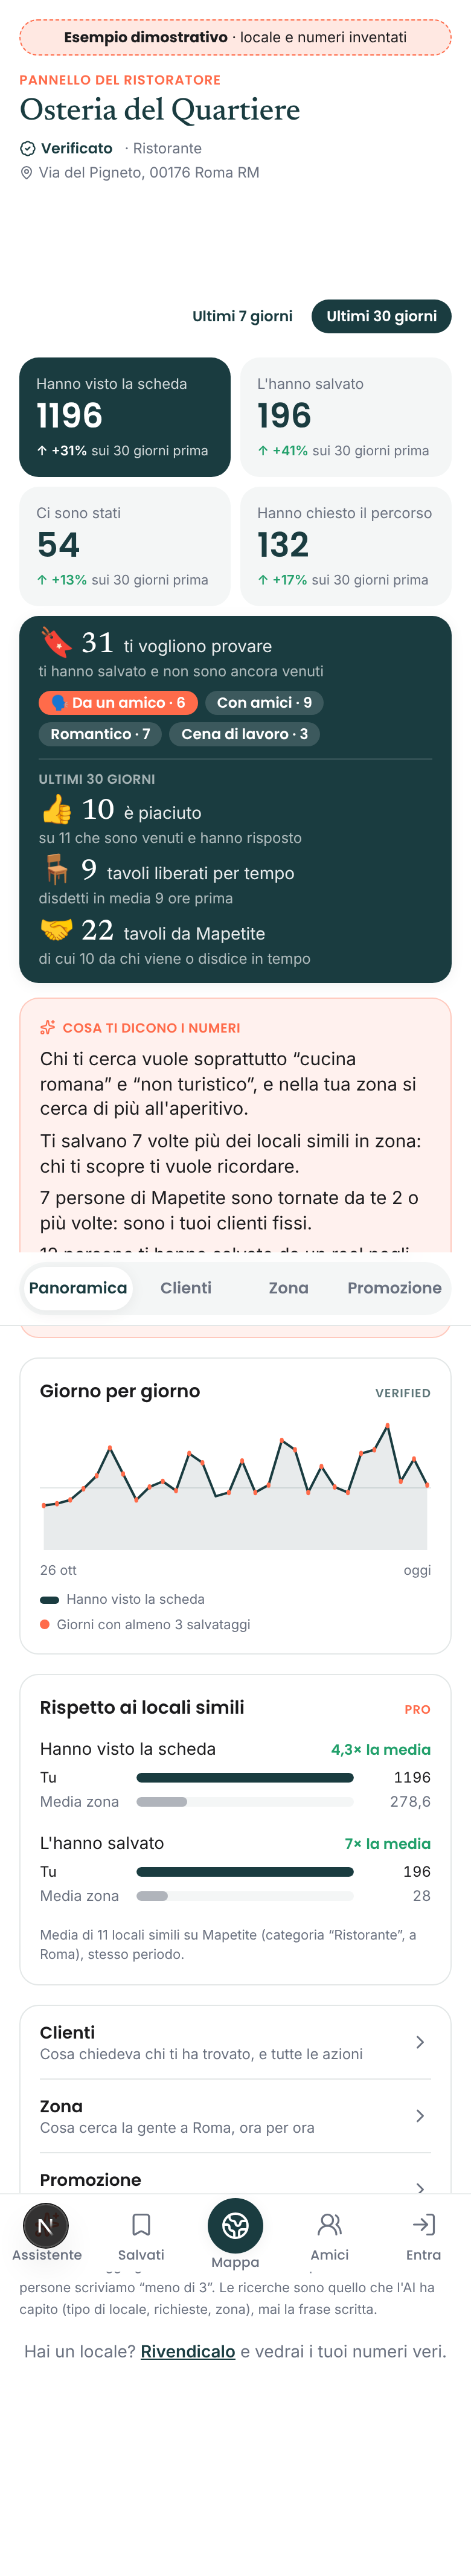 Esempio dimostrativo · locale e numeri inventati
PANNELLO DEL RISTORATORE
Osteria del Quartiere
Verificato · Ristorante
Via del Pigneto, 00176 Roma RM
Ultimi 7 giorni
Ultimi 30 giorni
Hanno visto la scheda
1196
↑ +31% sui 30 giorni prima
L'hanno salvato
196
↑ +41% sui 30 giorni prima
Ci sono stati
54
↑ +13% sui 30 giorni prima
Hanno chiesto il percorso
132
↑ +17% sui 30 giorni prima
31 ti vogliono provare
ti hanno salvato e non sono ancora venuti
Da un amico · 6
Con amici · 9
Romantico · 7
Cena di lavoro · 3
ULTIMI 30 GIORNI
10 è piaciuto
su 11 che sono venuti e hanno risposto
9 tavoli liberati per tempo
disdetti in media 9 ore prima
22 tavoli da Mapetite
di cui 10 da chi viene o disdice in tempo
COSA TI DICONO I NUMERI
Chi ti cerca vuole soprattutto “cucina
romana” e “non turistico”, e nella tua zona si
cerca di più all'aperitivo.
Ti salvano 7 volte più dei locali simili in zona:
chi ti scopre ti vuole ricordare.
7 persone di Mapetite sono tornate da te 2 o
più volte: sono i tuoi clienti fissi.
Panoramica
Clienti
Zona
Promozione
Giorno per giorno
VERIFIED
26 ott
oggi
Hanno visto la scheda
Giorni con almeno 3 salvataggi
Rispetto ai locali simili
PRO
Hanno visto la scheda
4,3× la media
Tu
1196
Media zona
278,6
L'hanno salvato
7× la media
Tu
196
Media zona
28
Media di 11 locali simili su Mapetite (categoria “Ristorante”, a
Roma), stesso periodo.
Clienti
Cosa chiedeva chi ti ha trovato, e tutte le azioni
Zona
Cosa cerca la gente a Roma, ora per ora
Promozione
N
Assistente
Salvati
Mappa
Amici
Entra
persone scriviamo “meno di 3”. Le ricerche sono quello che l'AI ha
capito (tipo di locale, richieste, zona), mai la frase scritta.
Hai un locale? Rivendicalo e vedrai i tuoi numeri veri.